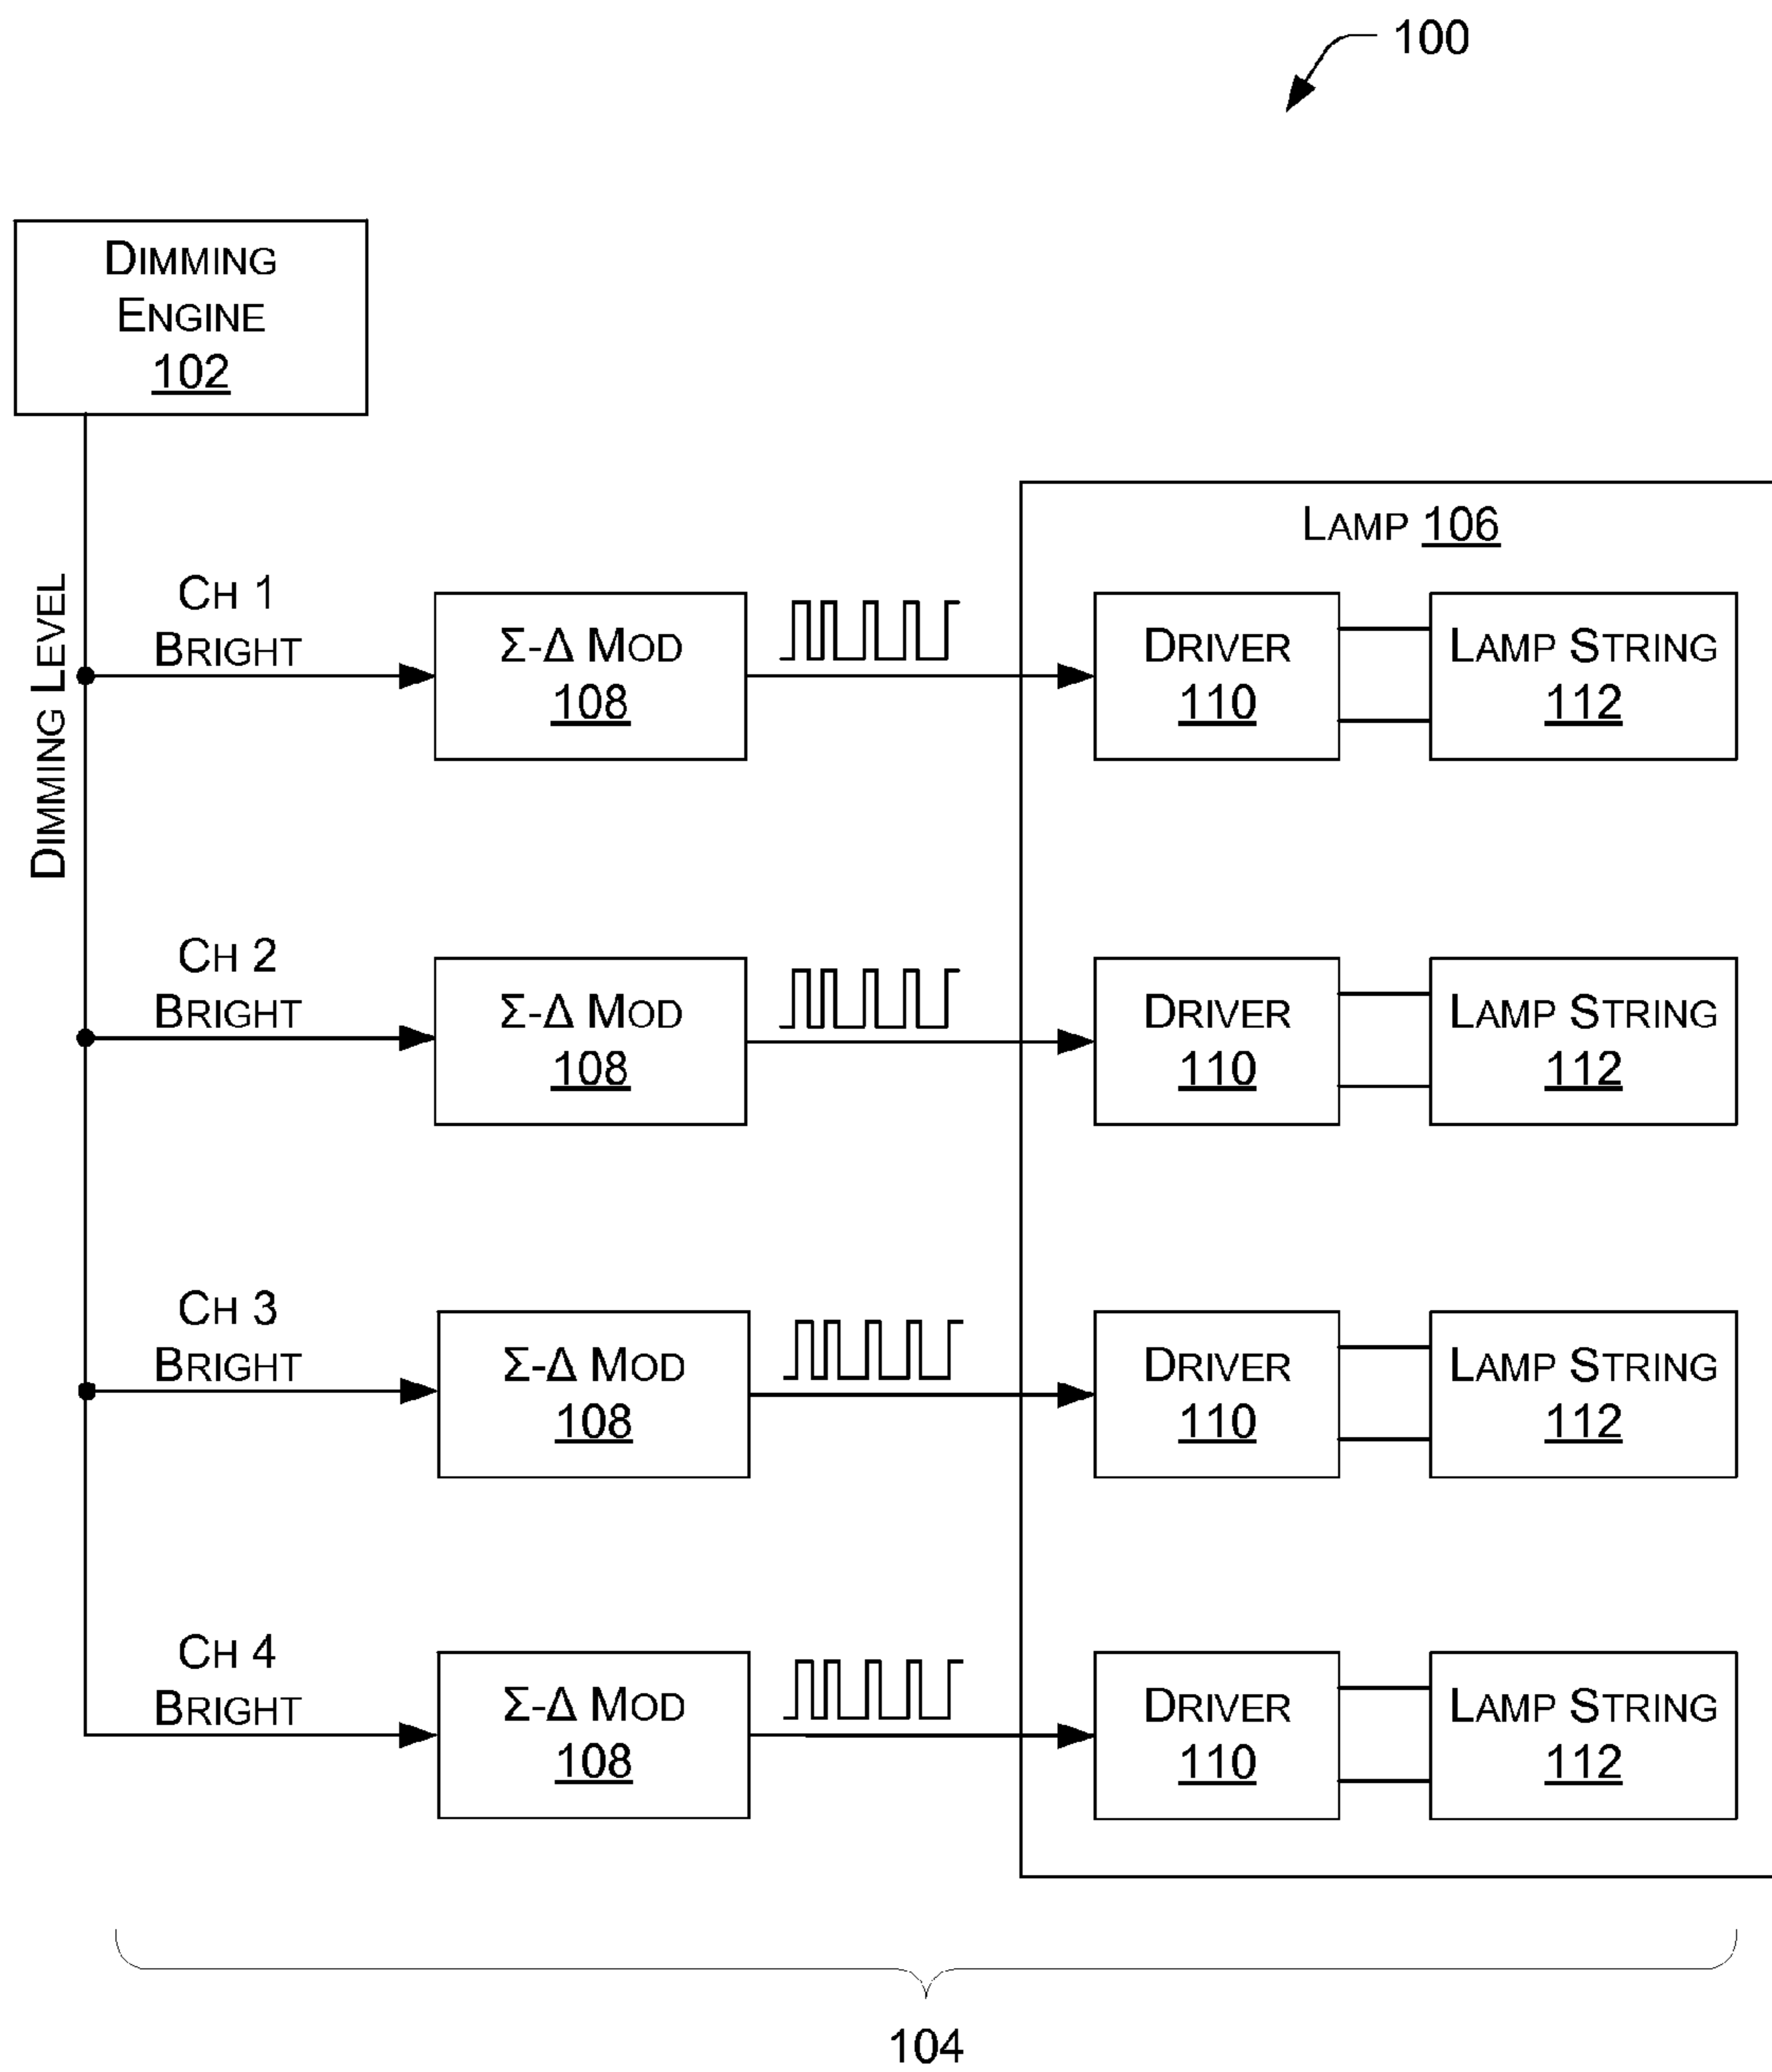 100
DIMMING
ENGINE
102
DIMMING LEVEL
LAMP 106
CH 1
BRIGHT
Σ-Δ MOD
108
DRIVER
110
LAMP STRING
112
CH 2
BRIGHT
Σ-Δ MOD
108
DRIVER
110
LAMP STRING
112
CH 3
BRIGHT
Σ-Δ MOD
108
DRIVER
110
LAMP STRING
112
CH 4
BRIGHT
Σ-Δ MOD
108
DRIVER
110
LAMP STRING
112
104